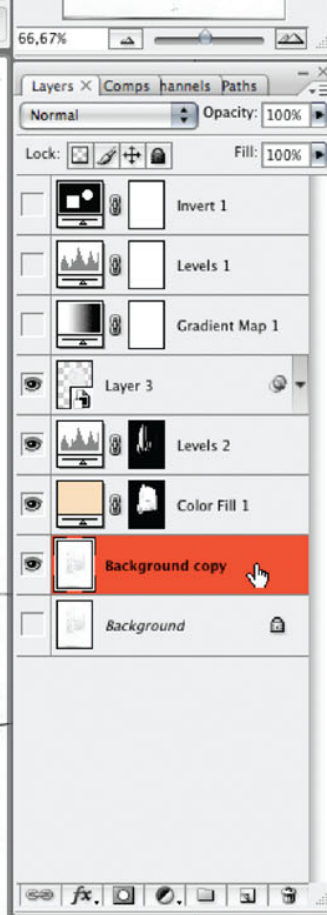 66,67%
Layers × Comps hannels Paths
Normal Opacity: 100%
Lock: Fill: 100%
Invert 1
Levels 1
Gradient Map 1
Layer 3
Levels 2
Color Fill 1
Background copy
Background
fx.